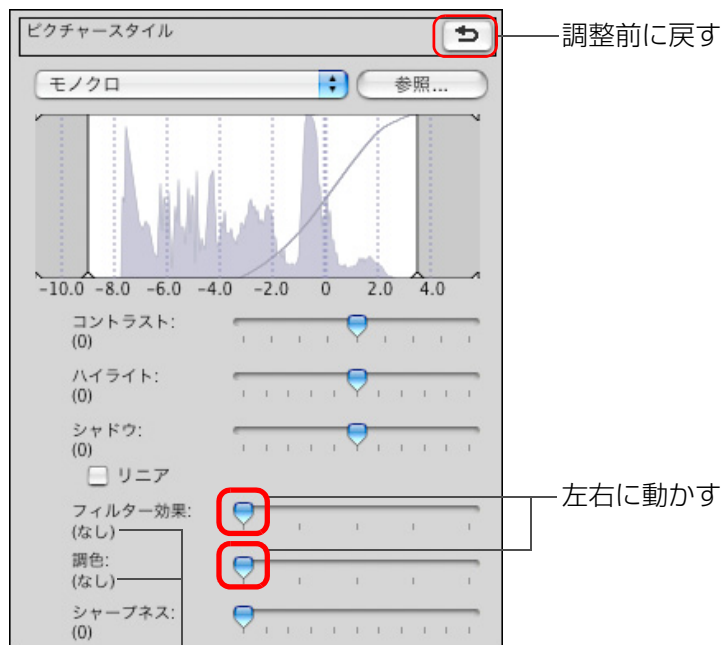 ピクチャースタイル
調整前に戻す
モノクロ 参照...
-10.0 -8.0 -6.0 -4.0 -2.0 0 2.0 4.0
コントラスト:
(0)
ハイライト:
(0)
シャドウ:
(0)
リニア
左右に動かす
フィルター効果:
(なし)
調色:
(なし)
シャープネス:
(0)